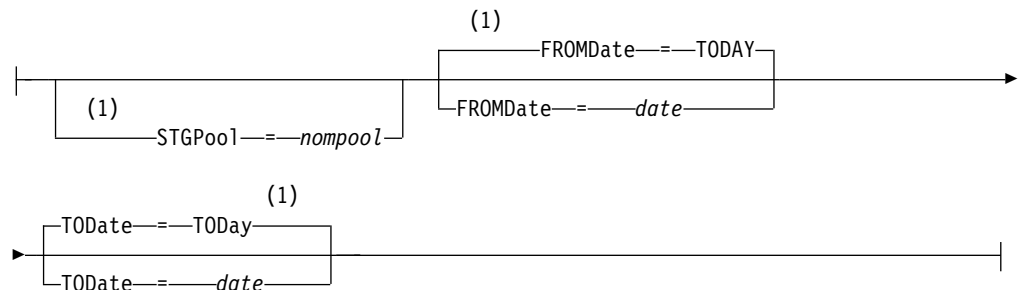 (1)
FROMDate = TODAY
FROMDate = date
(1)
STGPool = nompool
(1)
TODate = TODay
TODate = date